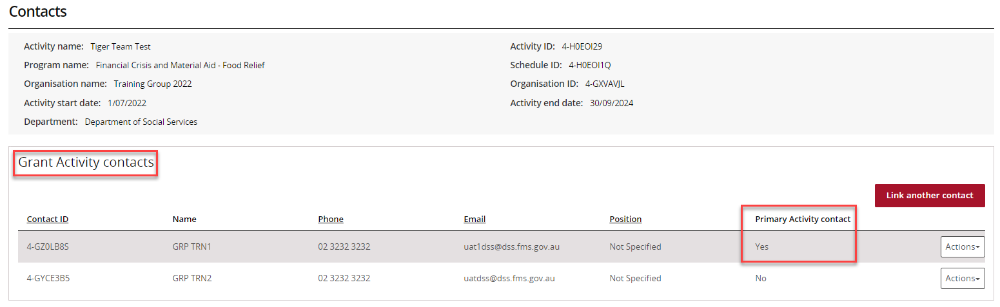 Contacts
Activity name: Tiger Team Test Activity ID: 4-H0EOI29
Program name: Financial Crisis and Material Aid - Food Relief Schedule ID: 4-H0EOI1Q
Organisation name: Training Group 2022 Organisation ID: 4-GXVAVJL
Activity start date: 1/07/2022 Activity end date: 30/09/2024
Department: Department of Social Services
Grant Activity contacts
Link another contact
Contact ID Name Phone Email Position Primary Activity contact
4-GZ0LB8S GRP TRN1 02 3232 3232 uat1dss@dss.fms.gov.au Not Specified Yes Actions
4-GYCE3B5 GRP TRN2 02 3232 3232 uatdss@dss.fms.gov.au Not Specified No Actions